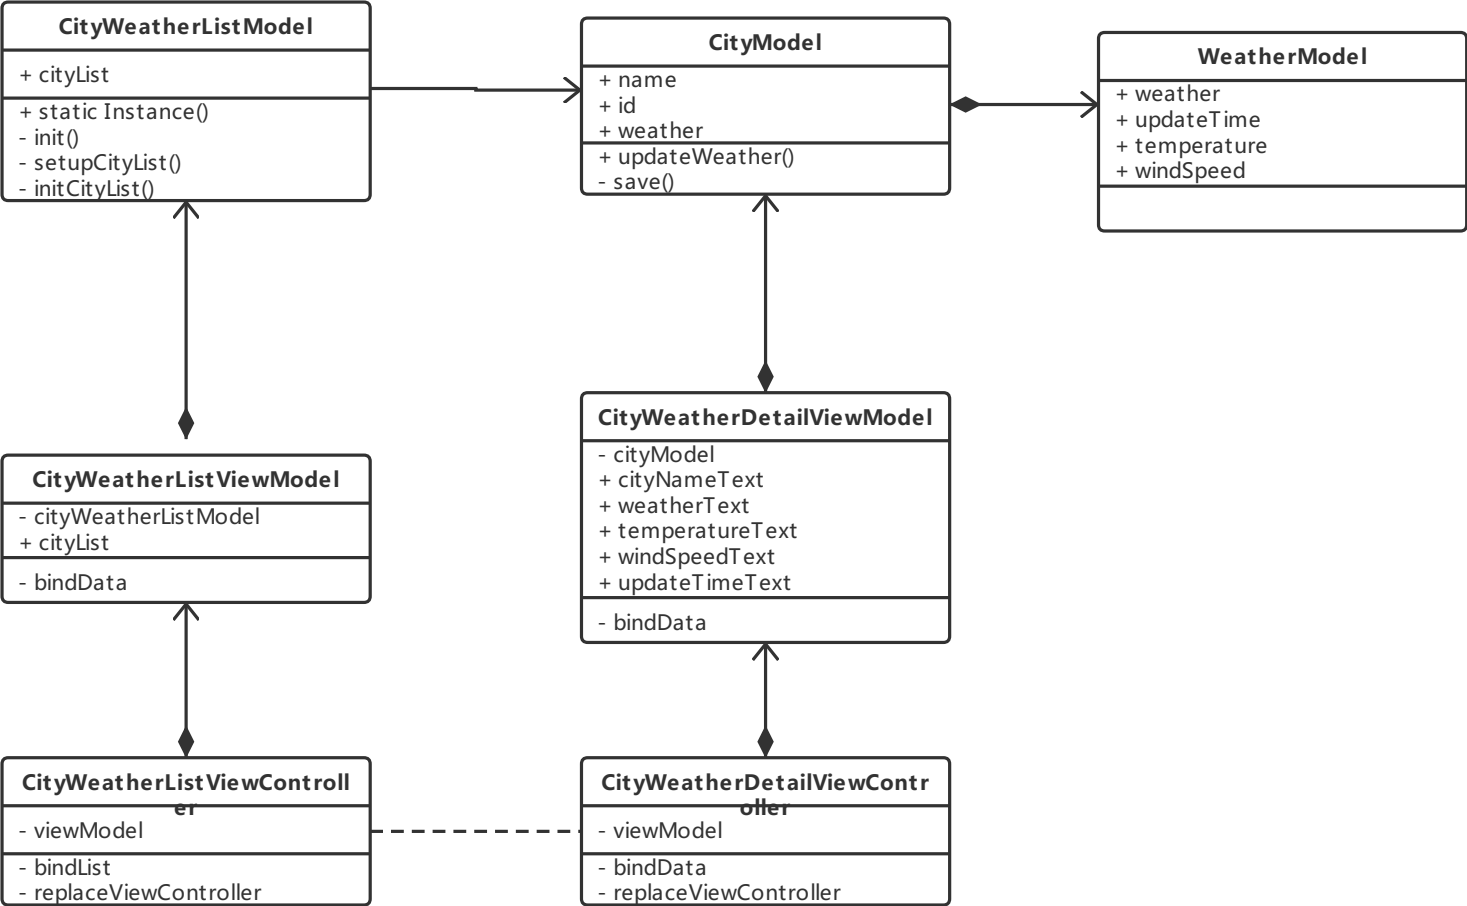 CityWeatherListModel
+ cityList
+ static Instance()
- init()
- setupCityList()
- initCityList()
CityModel
+ name
+ id
+ weather
+ updateWeather()
- save()
WeatherModel
+ weather
+ updateTime
+ temperature
+ windSpeed
CityWeatherListViewModel
- cityWeatherListModel
+ cityList
- bindData
CityWeatherDetailViewModel
- cityModel
+ cityNameText
+ weatherText
+ temperatureText
+ windSpeedText
+ updateTimeText
- bindData
CityWeatherListViewControll
er
- viewModel
- bindList
- replaceViewController
CityWeatherDetailViewContr
oller
- viewModel
- bindData
- replaceViewController